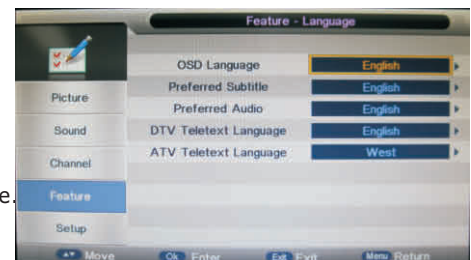 Feature - Language
OSD Language English
Preferred Subtitle English
Picture
Preferred Audio English
Sound
DTV Teletext Language English
ATV Teletext Language West
Channel
e.
Feature
Setup
Move Ok Enter Exit Exit Menu Return